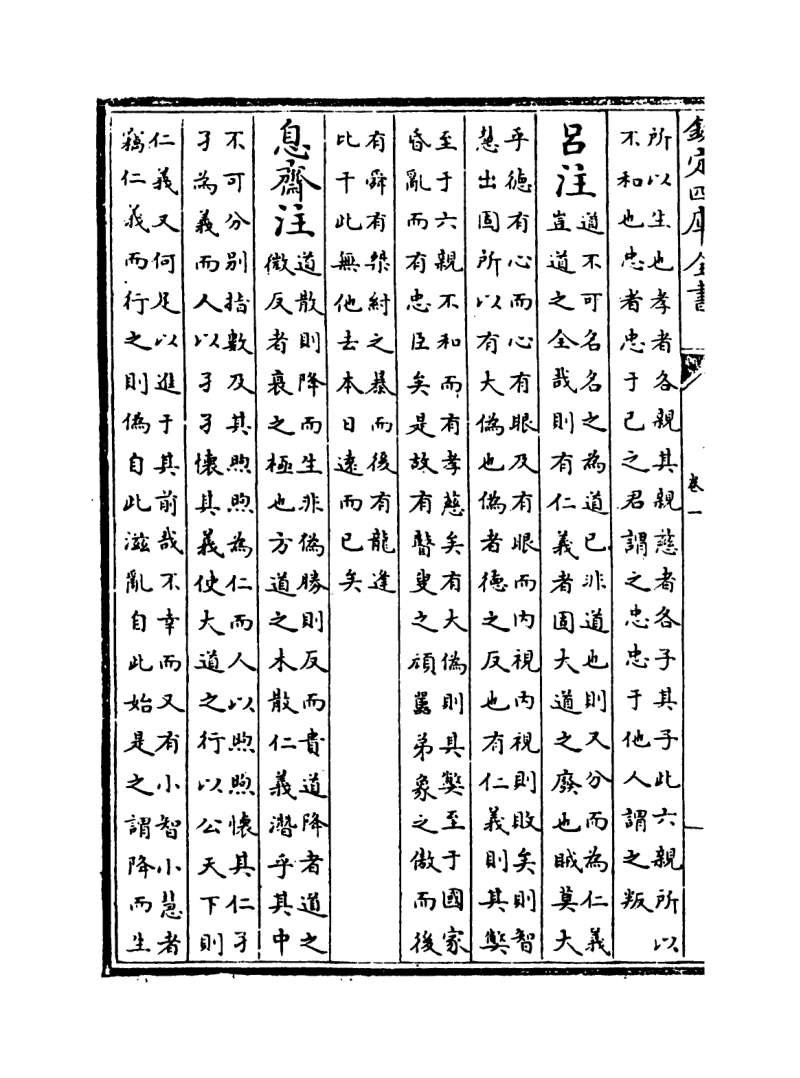 欽定四庫全書
卷一
所以生也孝者各親其親慈者各子其子此六親所以
不和也忠者忠于己之君謂之忠忠于他人謂之叛
呂注
道不可名名之為道已非道也則又分而為仁義
豈道之全哉則有仁義者固大道之廢也賊莫大
乎德有心而心有眼及有眼而内視内視則敗矣則智
慧出固所以有大偽也偽者德之反也有仁義則其弊
至于六親不和而有孝慈矣有大偽則其弊至于國家
昏亂而有忠臣矣是故有瞽叟之頑嚚弟象之傲而後
有舜有桀紂之暴而後有龍逢
比干此無他去本日遠而已矣
息齋注
道散則降而生非偽勝則反而貴道降者道之
微反者衰之極也方道之未散仁義潛乎其中
不可分别指數及其煦煦為仁而人以煦煦懷其仁孑
孑為義而人以孑孑懷其義使大道之行以公天下則
仁義又何足以進于其前哉不幸而又有小智小慧者
竊仁義而行之則偽自此滋亂自此始是之謂降而生